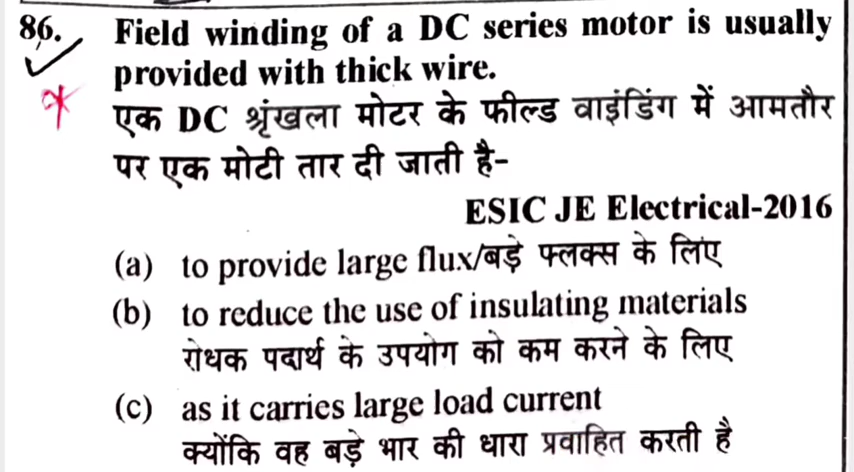 86. Field winding of a DC series motor is usually
provided with thick wire.
एक DC श्रृंखला मोटर के फील्ड वाइंडिंग में आमतौर
पर एक मोटी तार दी जाती है-
ESIC JE Electrical-2016
(a) to provide large flux/बड़े फ्लक्स के लिए
(b) to reduce the use of insulating materials
रोधक पदार्थ के उपयोग को कम करने के लिए
(c) as it carries large load current
क्योंकि वह बड़े भार की धारा प्रवाहित करती है